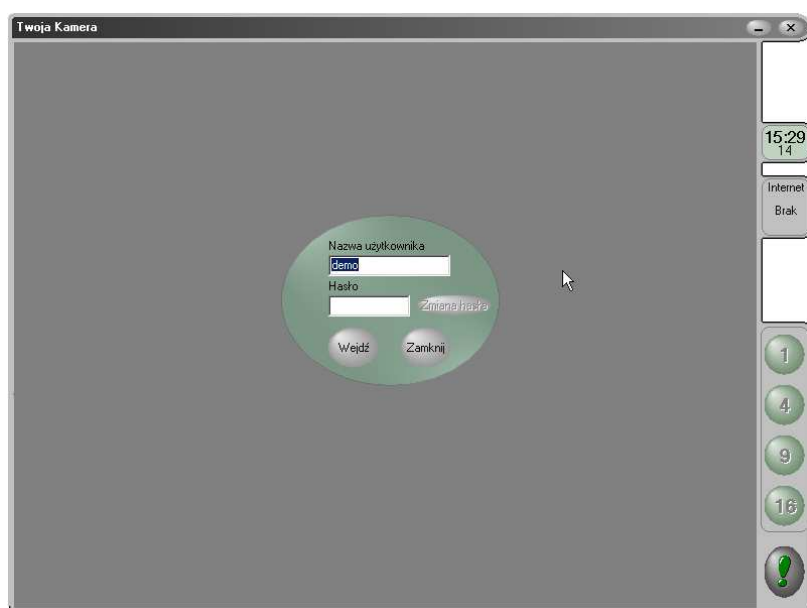 Twoja Kamera
15:29
14
Internet
Brak
Nazwa użytkownika
demo
Hasło
Zmiana hasła
Wejdź
Zamknij
1
4
9
16